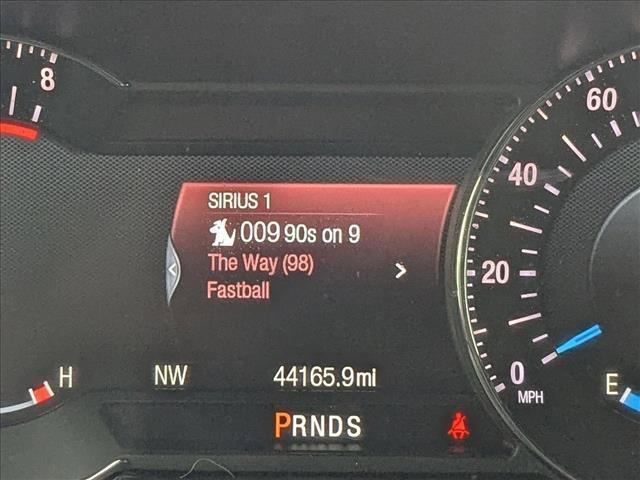 8
60
SIRIUS 1
40
009 90s on 9
The Way (98)
20
Fastball
H
NW
44165.9mi
0
E
MPH
PRNDS